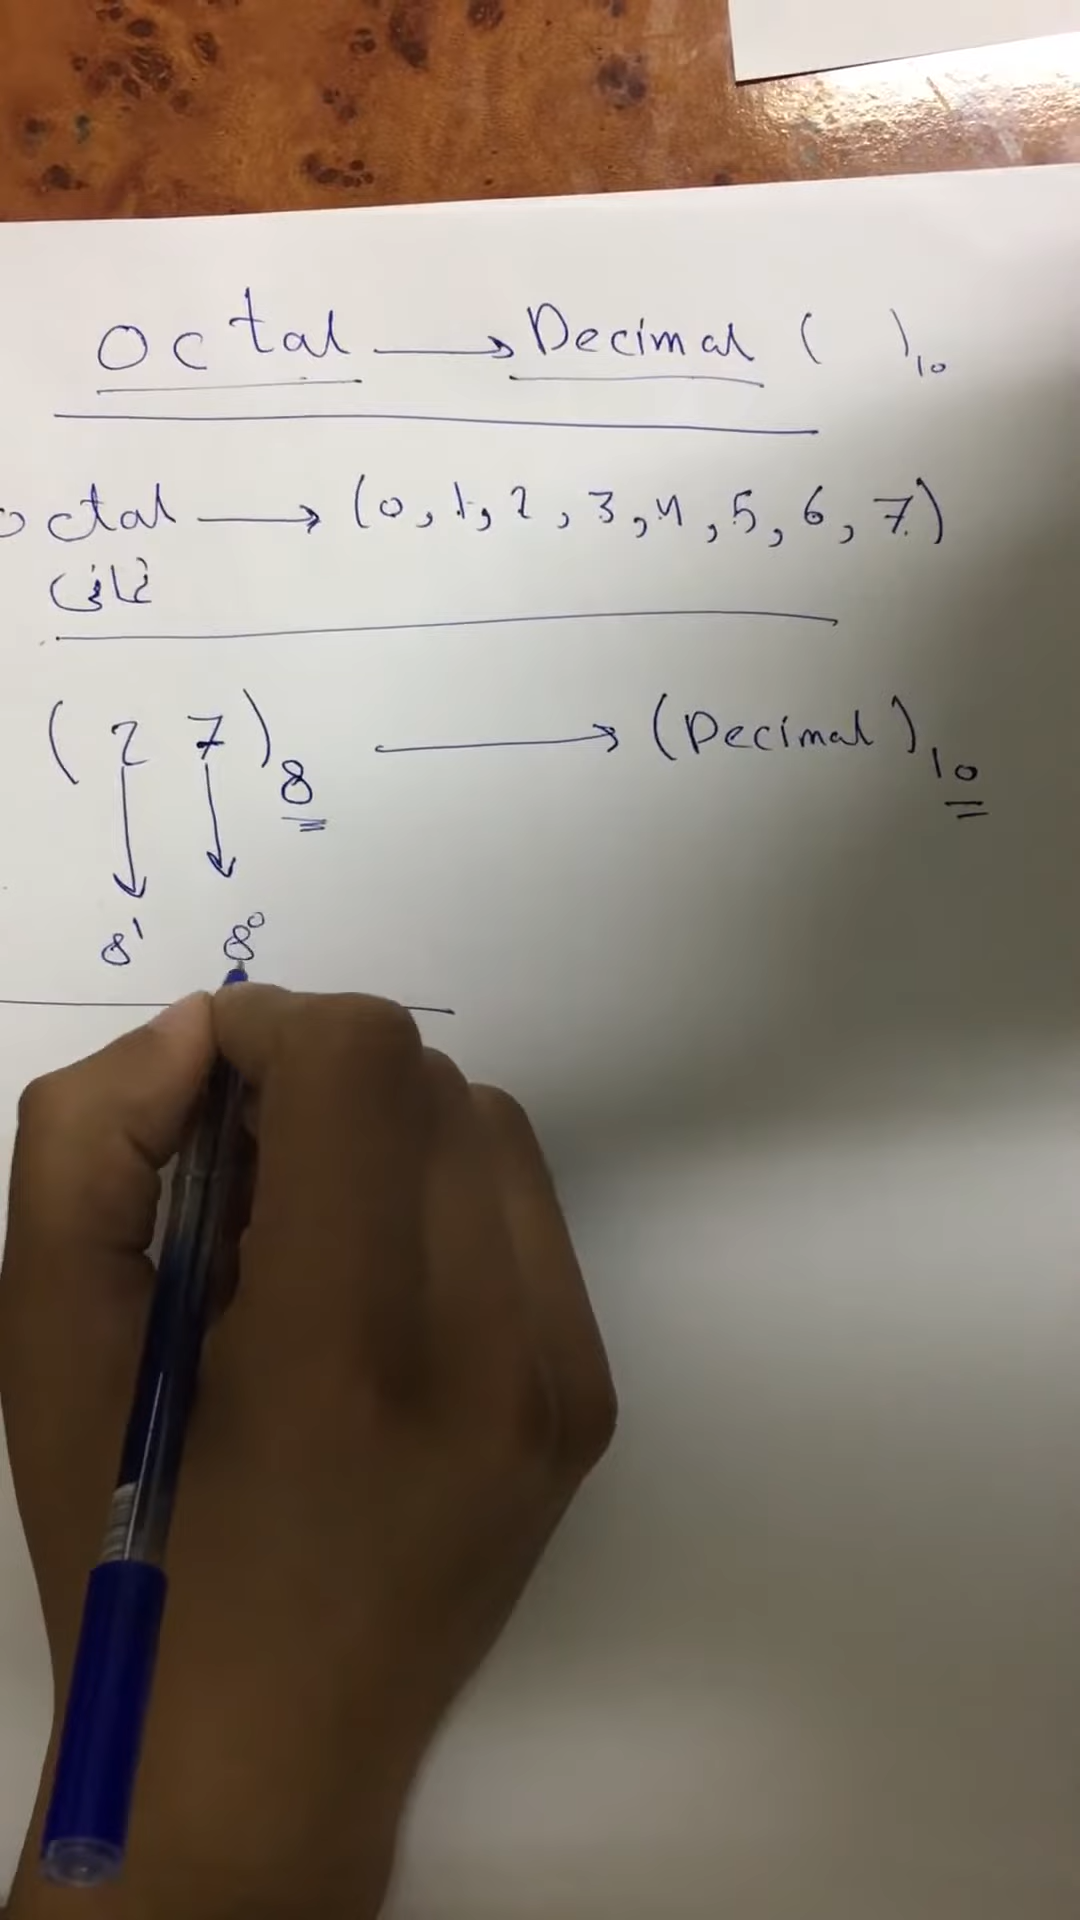 Octal → Decimal ( )₁₀
octal → (0, 1, 2, 3, 4, 5, 6, 7)
ثماني
(2 7)₈ → (Decimal)₁₀
8¹ 8⁰